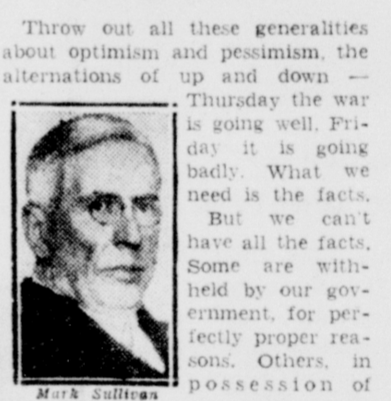 Throw out all these generalities
about optimism and pessimism, the
alternations of up and down —
Thursday the war
is going well, Fri-
day it is going
badly. What we
need is the facts.
But we can't
have all the facts.
Some are with-
held by our gov-
ernment, for per-
fectly proper rea-
sons. Others, in
possession of
Mark Sullivan